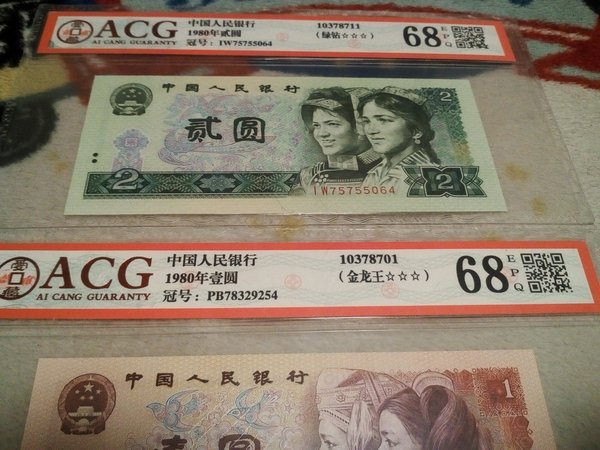 ACG
AI CANG GUARANTY
中国人民银行
1980年贰圆
冠号：IW75755064
10378711
（绿钻☆☆☆）
68
EPQ
中国人民银行
贰圆
2
2
2
IW75755064
ACG
AI CANG GUARANTY
中国人民银行
1980年壹圆
冠号：PB78329254
10378701
（金龙王☆☆☆）
68
EPQ
中国人民银行
壹圆
1